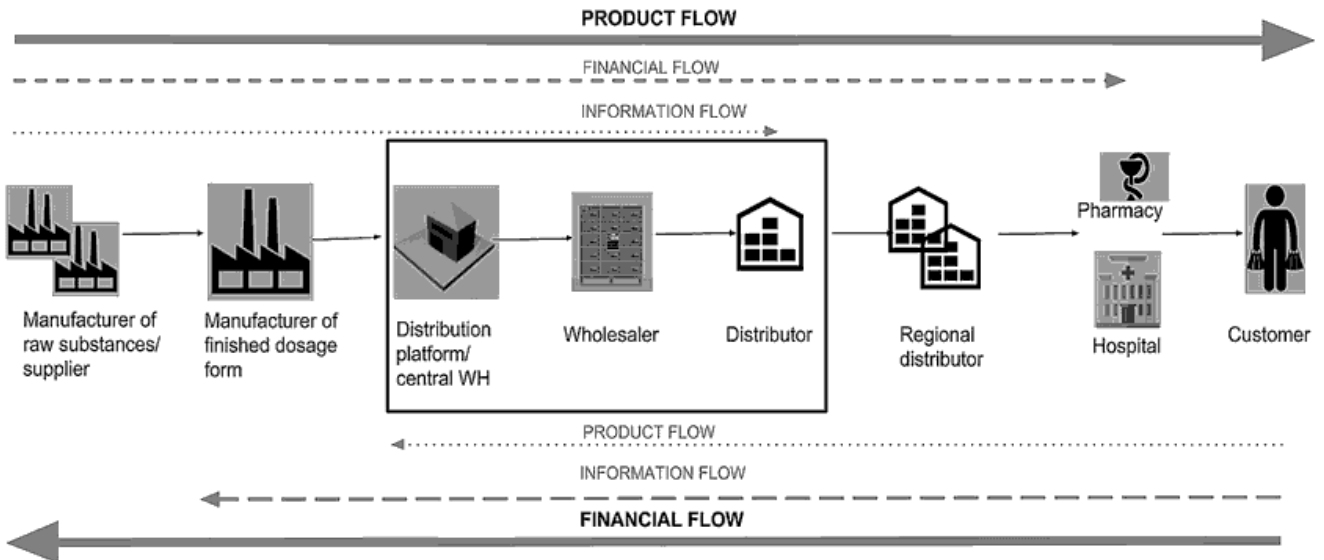 PRODUCT FLOW
FINANCIAL FLOW
INFORMATION FLOW
Manufacturer of
raw substances/
supplier
Manufacturer of
finished dosage
form
Distribution
platform/
central WH
Wholesaler
Distributor
Regional
distributor
Pharmacy
Hospital
Customer
PRODUCT FLOW
INFORMATION FLOW
FINANCIAL FLOW